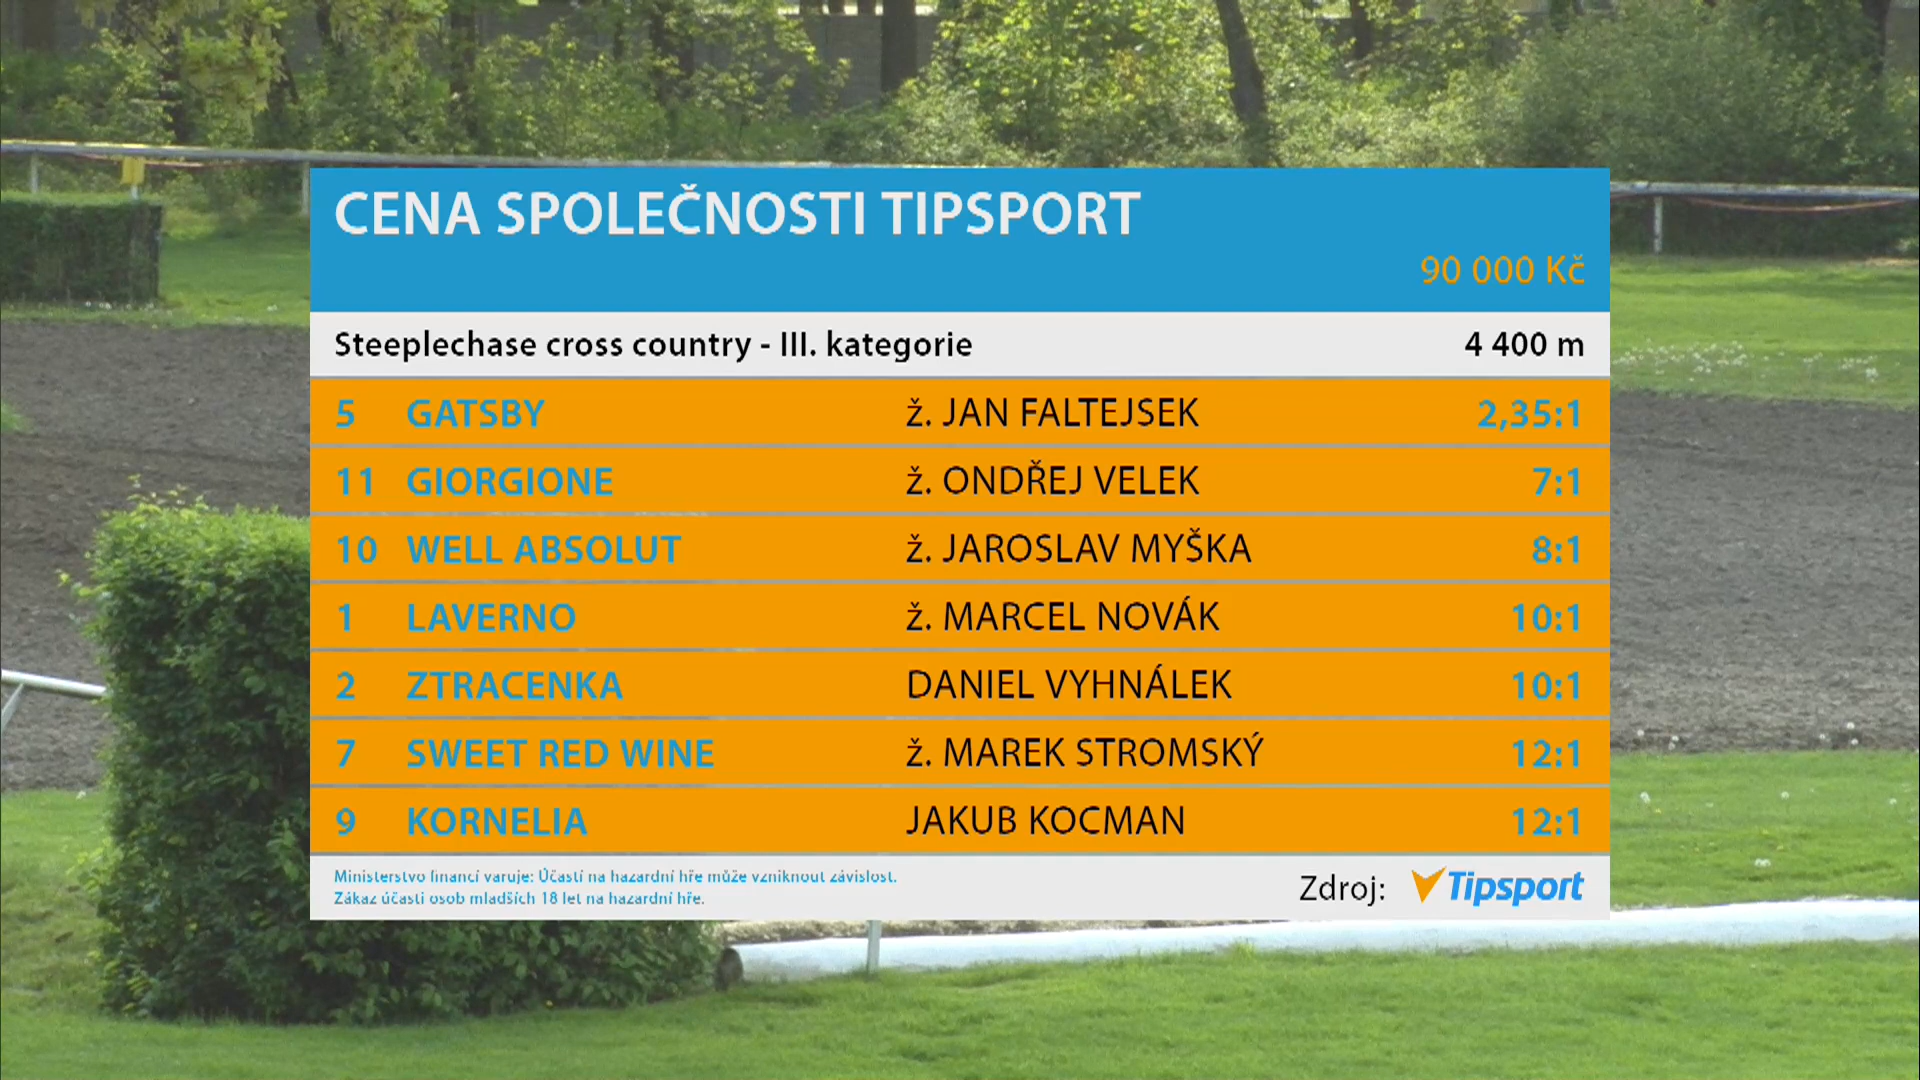 CENA SPOLEČNOSTI TIPSPORT
90 000 Kč
Steeplechase cross country - III. kategorie 4 400 m
5 GATSBY ž. JAN FALTEJSEK 2,35:1
11 GIORGIONE ž. ONDŘEJ VELEK 7:1
10 WELL ABSOLUT ž. JAROSLAV MYŠKA 8:1
1 LAVERNO ž. MARCEL NOVÁK 10:1
2 ZTRACENKA DANIEL VYHNÁLEK 10:1
7 SWEET RED WINE ž. MAREK STROMSKÝ 12:1
9 KORNELIA JAKUB KOCMAN 12:1
Ministerstvo financí varuje: Účastí na hazardní hře může vzniknout závislost.
Zákaz účasti osob mladších 18 let na hazardní hře.
Zdroj: Tipsport